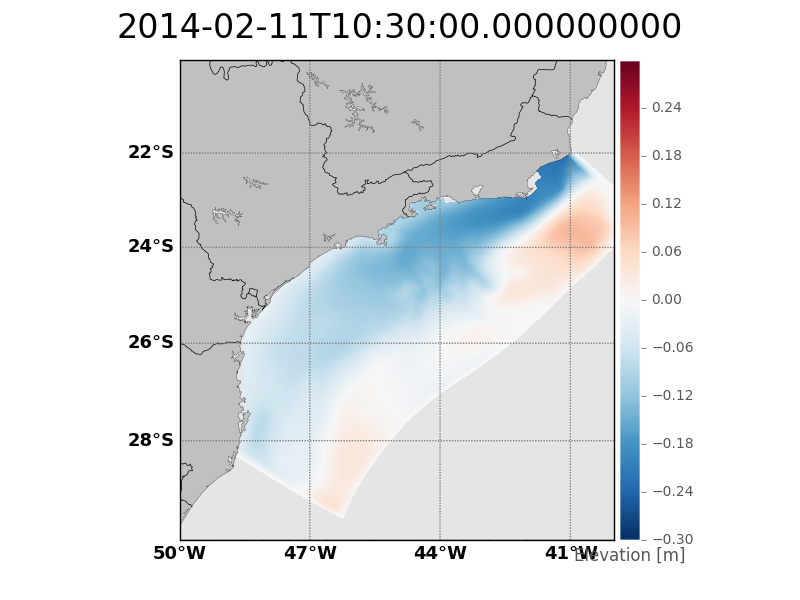 2014-02-11T10:30:00.000000000
22°S
24°S
26°S
28°S
50°W
47°W
44°W
41°W
0.24
0.18
0.12
0.06
0.00
−0.06
−0.12
−0.18
−0.24
−0.30
Elevation [m]